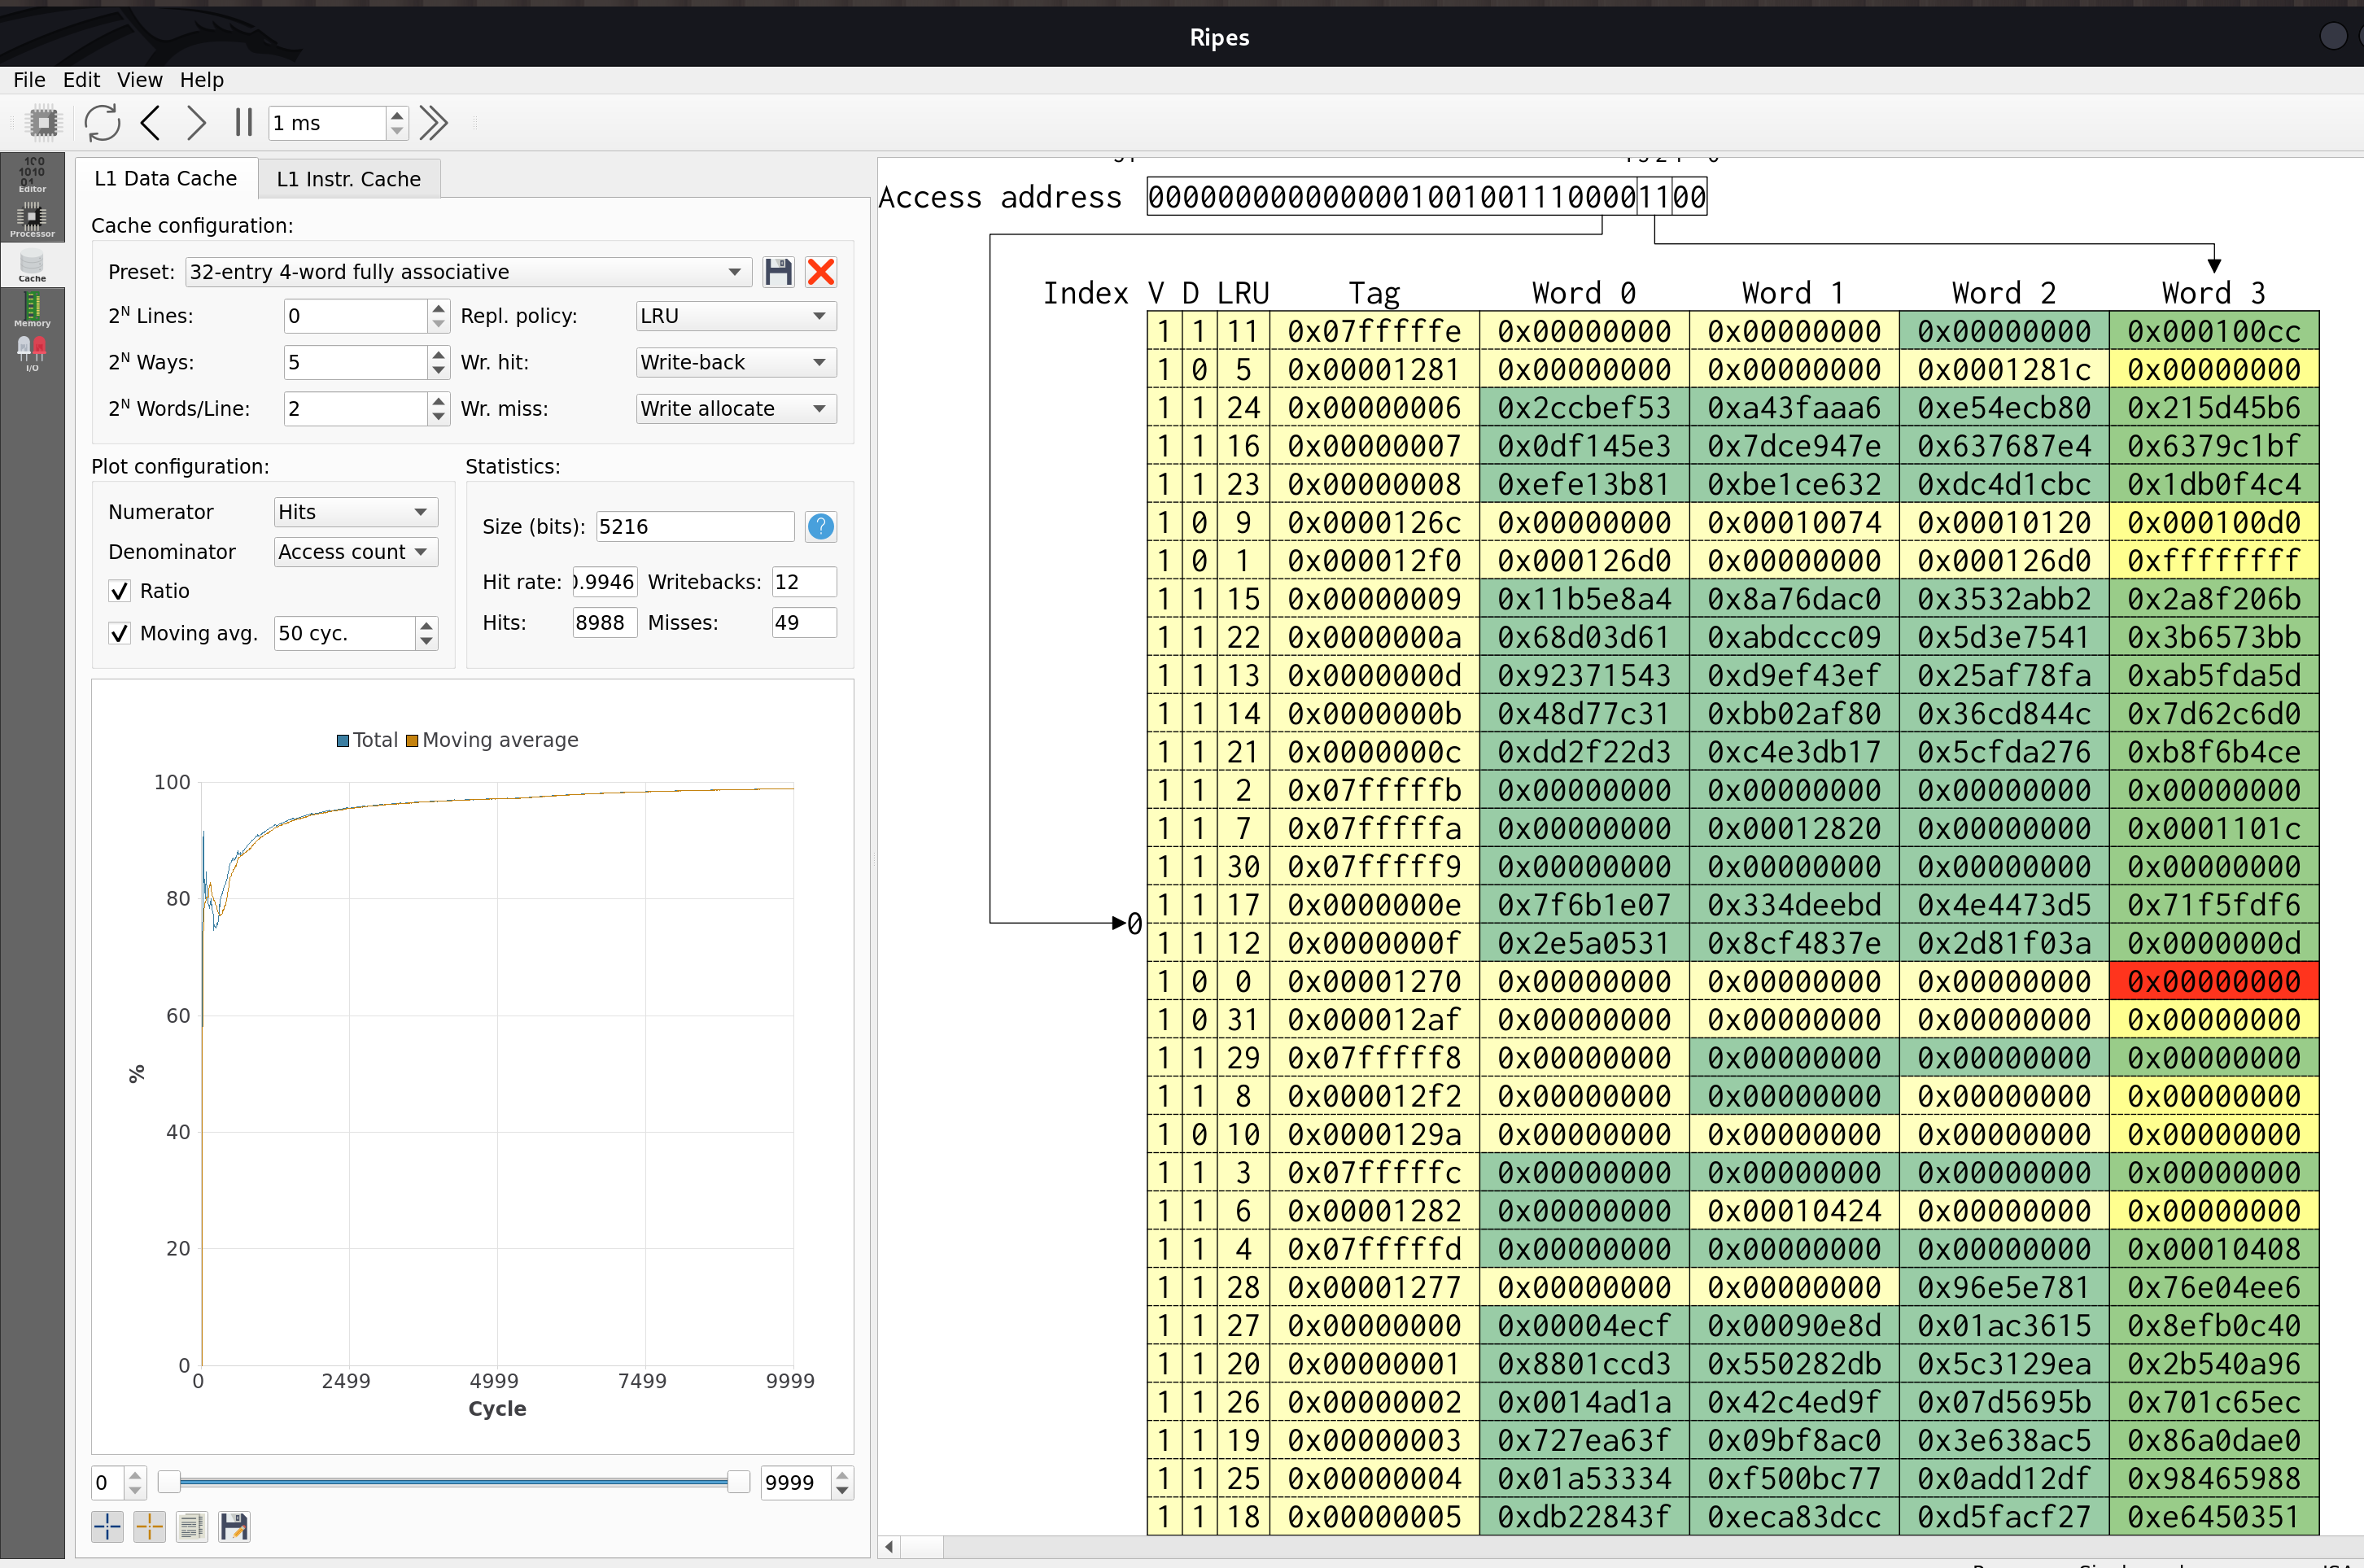 Ripes
File Edit View Help
1 ms
Editor
Processor
Cache
Memory
I/O
L1 Data Cache L1 Instr. Cache
Cache configuration:
Preset: 32-entry 4-word fully associative
2ᴺ Lines: 0 Repl. policy: LRU
2ᴺ Ways: 5 Wr. hit: Write-back
2ᴺ Words/Line: 2 Wr. miss: Write allocate
Plot configuration: Statistics:
Numerator Hits
Denominator Access count
Ratio
Moving avg. 50 cyc.
Size (bits): 5216 ?
Hit rate: 0.9946 Writebacks: 12
Hits: 8988 Misses: 49
Total Moving average
100
80
60
40
20
0
%
0 2499 4999 7499 9999
Cycle
0 9999
Access address 00000000000000010010011100001100
Index V D LRU Tag Word 0 Word 1 Word 2 Word 3
1 1 11 0x07fffffe 0x00000000 0x00000000 0x00000000 0x000100cc
1 0 5 0x00001281 0x00000000 0x00000000 0x0001281c 0x00000000
1 1 24 0x00000006 0x2ccbef53 0xa43faaa6 0xe54ecb80 0x215d45b6
1 1 16 0x00000007 0x0df145e3 0x7dce947e 0x637687e4 0x6379c1bf
1 1 23 0x00000008 0xefe13b81 0xbe1ce632 0xdc4d1cbc 0x1db0f4c4
1 0 9 0x0000126c 0x00000000 0x00010074 0x00010120 0x000100d0
1 0 1 0x000012f0 0x000126d0 0x00000000 0x000126d0 0xffffffff
1 1 15 0x00000009 0x11b5e8a4 0x8a76dac0 0x3532abb2 0x2a8f206b
1 1 22 0x0000000a 0x68d03d61 0xabdccc09 0x5d3e7541 0x3b6573bb
1 1 13 0x0000000d 0x92371543 0xd9ef43ef 0x25af78fa 0xab5fda5d
1 1 14 0x0000000b 0x48d77c31 0xbb02af80 0x36cd844c 0x7d62c6d0
1 1 21 0x0000000c 0xdd2f22d3 0xc4e3db17 0x5cfda276 0xb8f6b4ce
1 1 2 0x07fffffb 0x00000000 0x00000000 0x00000000 0x00000000
1 1 7 0x07fffffa 0x00000000 0x00012820 0x00000000 0x0001101c
1 1 30 0x07fffff9 0x00000000 0x00000000 0x00000000 0x00000000
1 1 17 0x0000000e 0x7f6b1e07 0x334deebd 0x4e4473d5 0x71f5fdf6
0
1 1 12 0x0000000f 0x2e5a0531 0x8cf4837e 0x2d81f03a 0x0000000d
1 0 0 0x00001270 0x00000000 0x00000000 0x00000000 0x00000000
1 0 31 0x000012af 0x00000000 0x00000000 0x00000000 0x00000000
1 1 29 0x07fffff8 0x00000000 0x00000000 0x00000000 0x00000000
1 1 8 0x000012f2 0x00000000 0x00000000 0x00000000 0x00000000
1 0 10 0x0000129a 0x00000000 0x00000000 0x00000000 0x00000000
1 1 3 0x07fffffc 0x00000000 0x00000000 0x00000000 0x00000000
1 1 6 0x00001282 0x00000000 0x00010424 0x00000000 0x00000000
1 1 4 0x07fffffd 0x00000000 0x00000000 0x00000000 0x00010408
1 1 28 0x00001277 0x00000000 0x00000000 0x96e5e781 0x76e04ee6
1 1 27 0x00000000 0x00004ecf 0x00090e8d 0x01ac3615 0x8efb0c40
1 1 20 0x00000001 0x8801ccd3 0x550282db 0x5c3129ea 0x2b540a96
1 1 26 0x00000002 0x0014ad1a 0x42c4ed9f 0x07d5695b 0x701c65ec
1 1 19 0x00000003 0x727ea63f 0x09bf8ac0 0x3e638ac5 0x86a0dae0
1 1 25 0x00000004 0x01a53334 0xf500bc77 0x0add12df 0x98465988
1 1 18 0x00000005 0xdb22843f 0xeca83dcc 0xd5facf27 0xe6450351